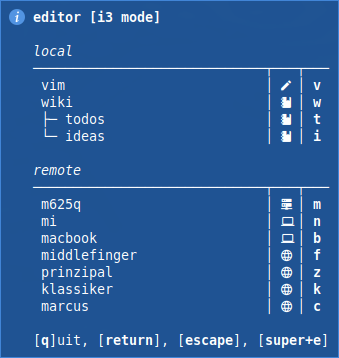 editor [i3 mode]
local
vim v
wiki w
├─ todos t
└─ ideas i
remote
m625q m
mi n
macbook b
middlefinger f
prinzipal z
klassiker k
marcus c
[q]uit, [return], [escape], [super+e]